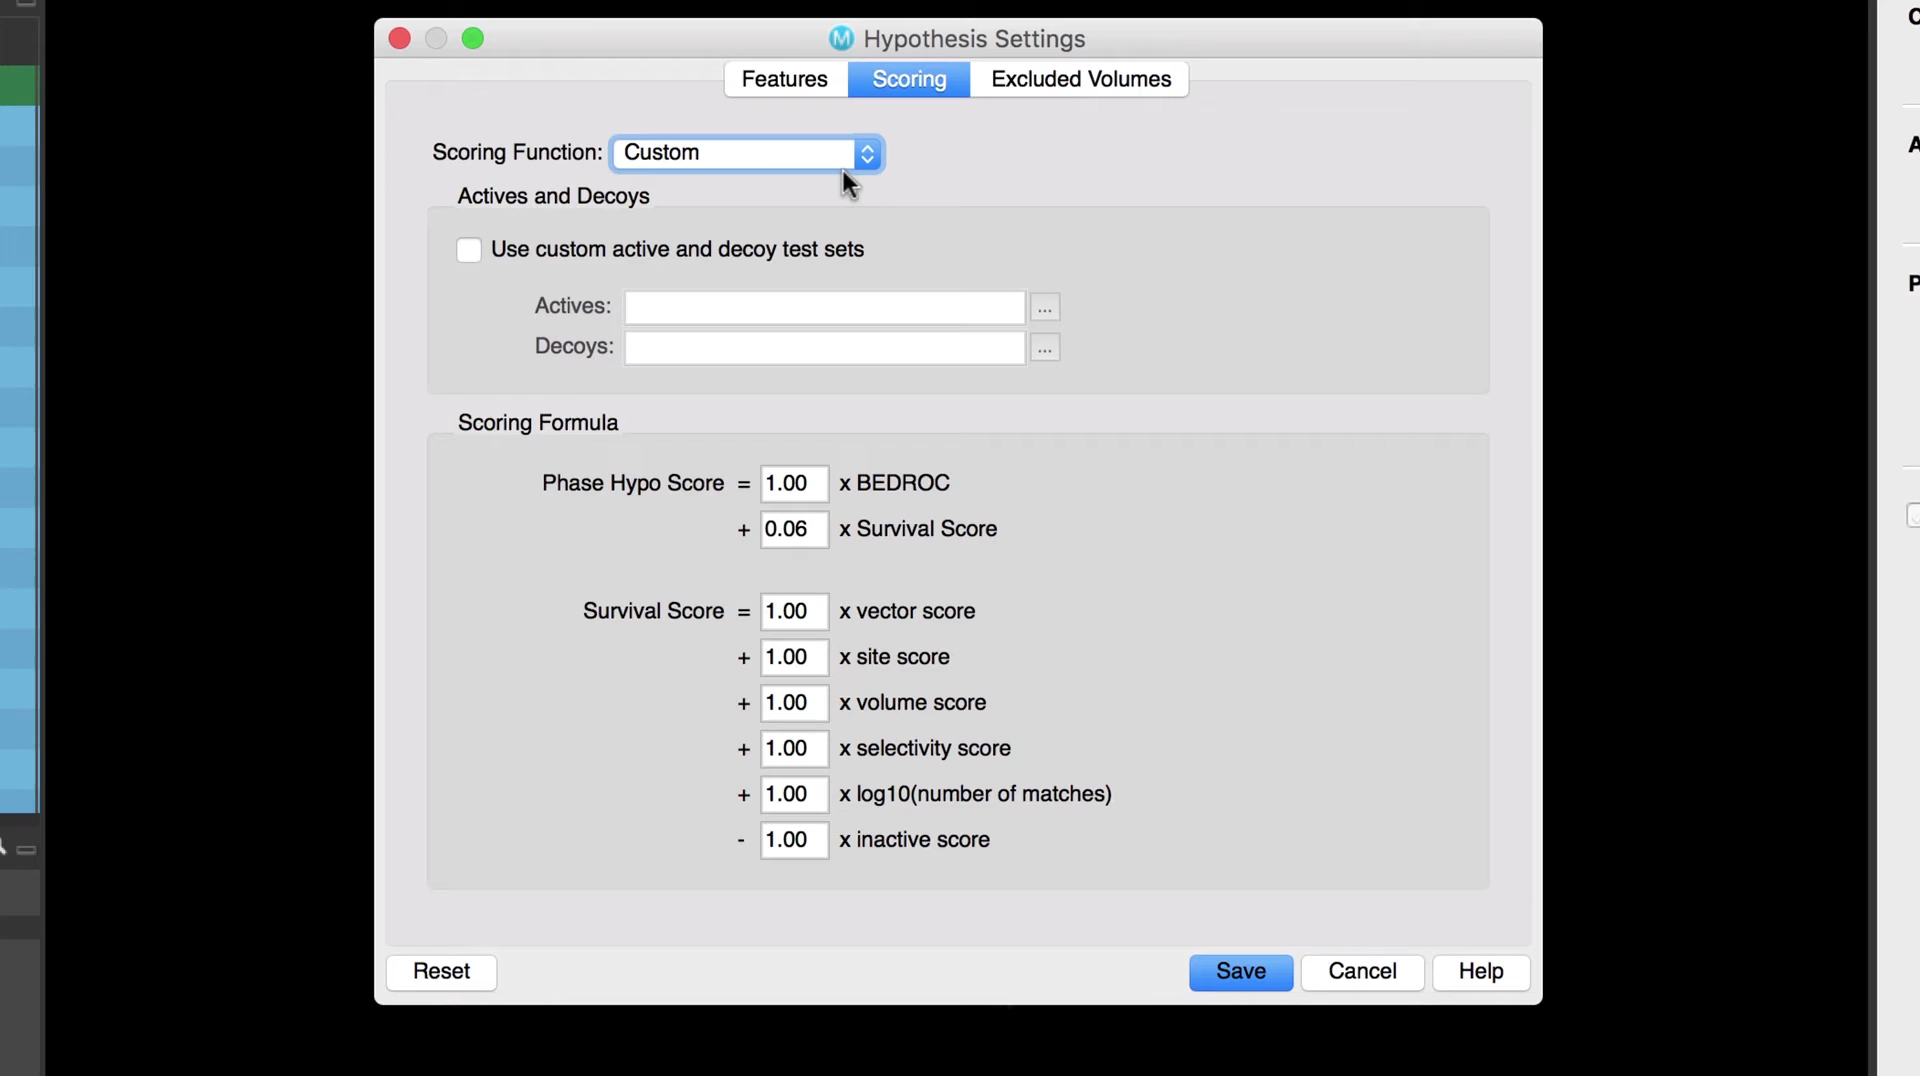 Hypothesis Settings
Features Scoring Excluded Volumes
Scoring Function: Custom
Actives and Decoys
Use custom active and decoy test sets
Actives: ...
Decoys: ...
Scoring Formula
Phase Hypo Score = 1.00 x BEDROC
+ 0.06 x Survival Score
Survival Score = 1.00 x vector score
+ 1.00 x site score
+ 1.00 x volume score
+ 1.00 x selectivity score
+ 1.00 x log10(number of matches)
- 1.00 x inactive score
Reset Save Cancel Help